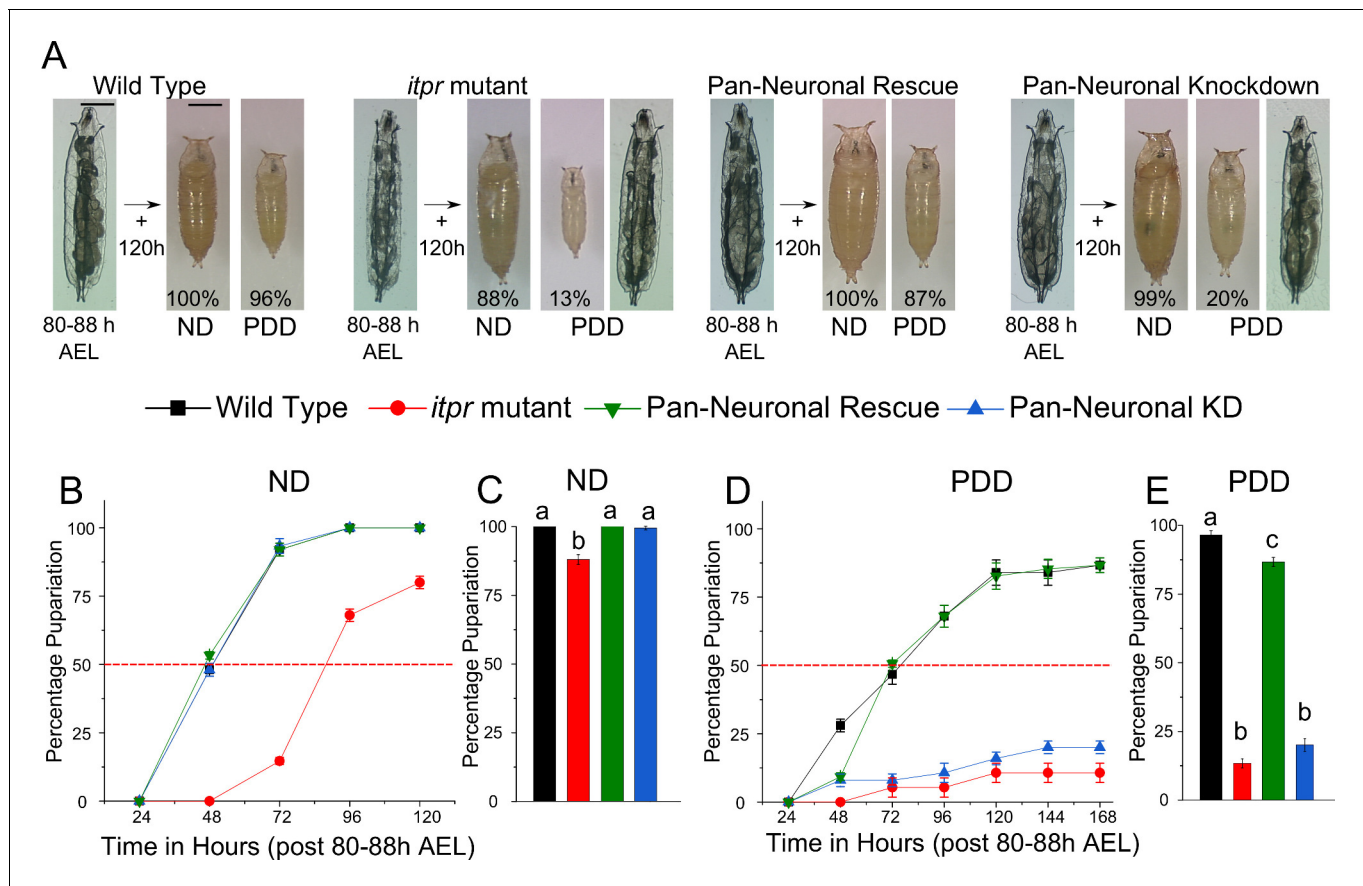 A
Wild Type
itpr mutant
Pan-Neuronal Rescue
Pan-Neuronal Knockdown
+
120h
+
120h
+
120h
+
120h
100%
96%
88%
13%
100%
87%
99%
20%
80-88 h
AEL
ND
PDD
80-88 h
AEL
ND
PDD
80-88 h
AEL
ND
PDD
80-88 h
AEL
ND
PDD
Wild Type
itpr mutant
Pan-Neuronal Rescue
Pan-Neuronal KD
B
ND
Percentage Pupariation
100
75
50
25
0
24 48 72 96 120
Time in Hours (post 80-88h AEL)
C
ND
Percentage Pupariation
100
75
50
25
0
a b a a
D
PDD
Percentage Pupariation
100
75
50
25
0
24 48 72 96 120 144 168
Time in Hours (post 80-88h AEL)
E
PDD
Percentage Pupariation
100
75
50
25
0
a b c b